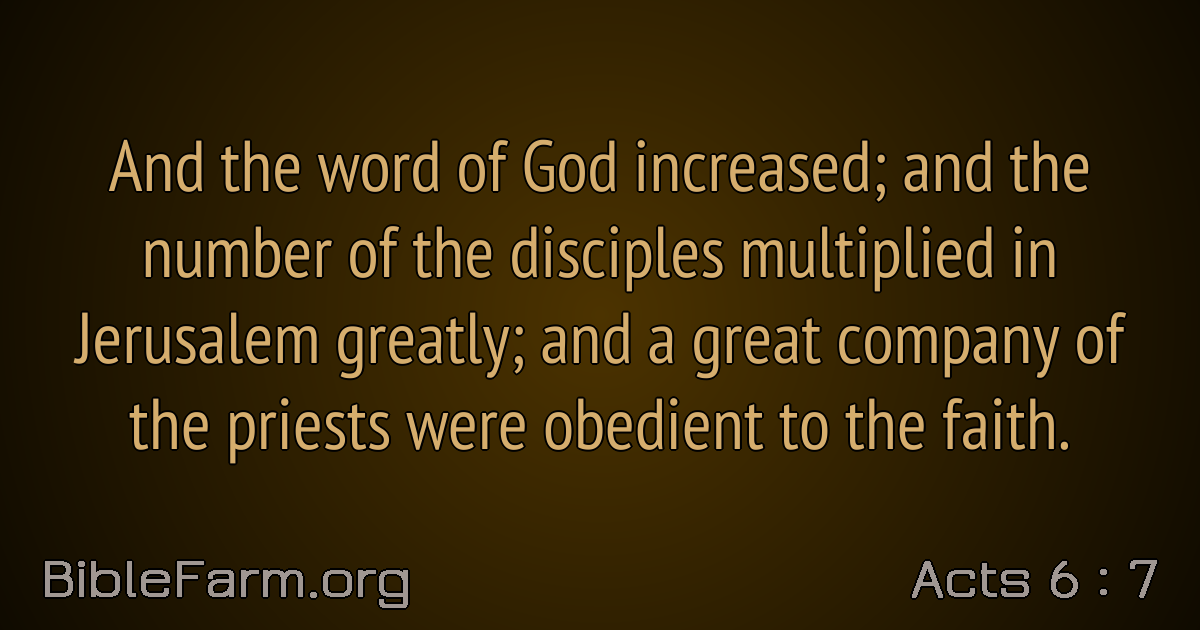 And the word of God increased; and the
number of the disciples multiplied in
Jerusalem greatly; and a great company of
the priests were obedient to the faith.
BibleFarm.org
Acts 6 : 7